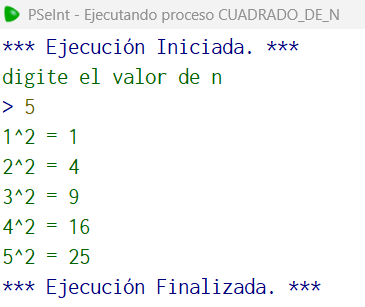 PSeInt - Ejecutando proceso CUADRADO_DE_N
*** Ejecución Iniciada. ***
digite el valor de n
> 5
1^2 = 1
2^2 = 4
3^2 = 9
4^2 = 16
5^2 = 25
*** Ejecución Finalizada. ***